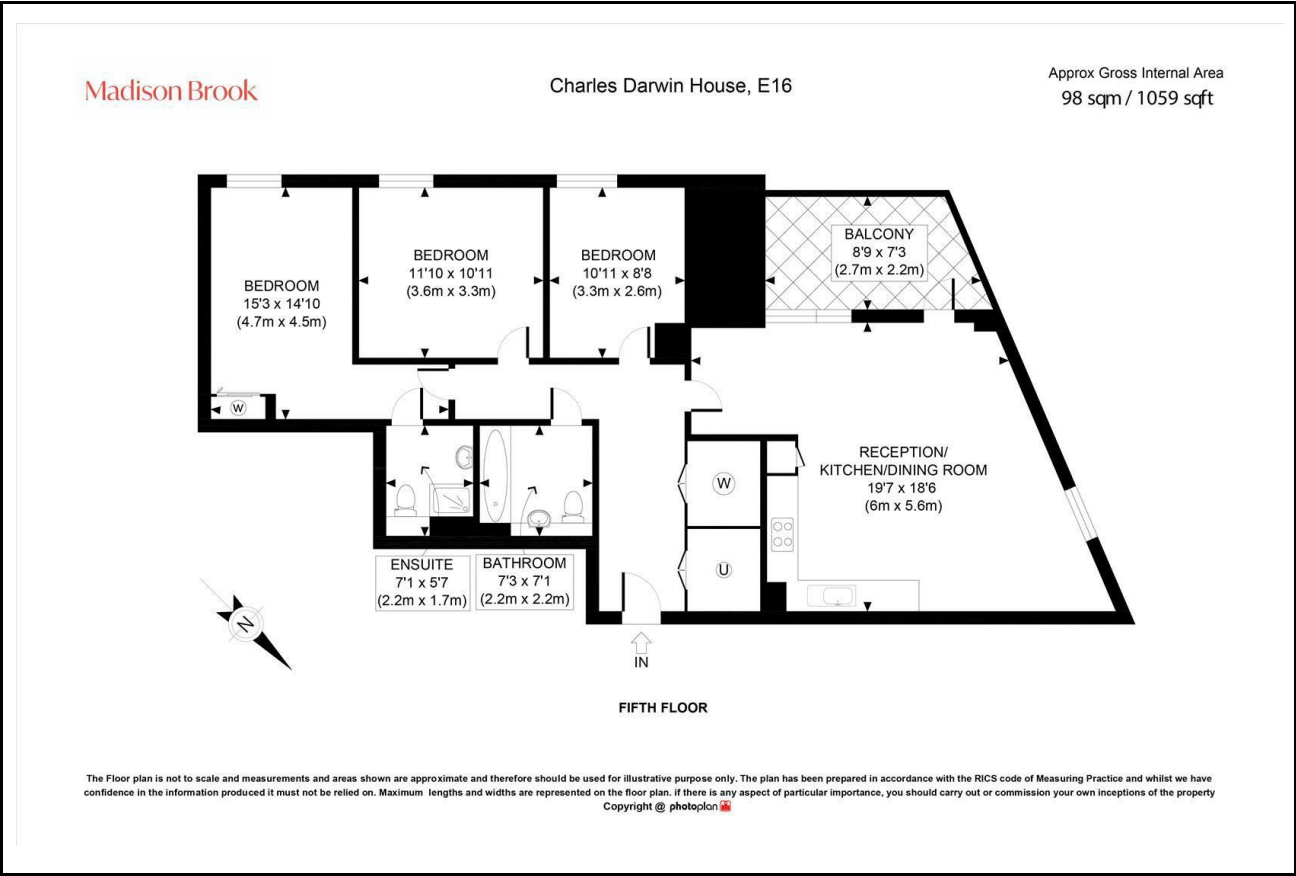 Madison Brook
Charles Darwin House, E16
Approx Gross Internal Area
98 sqm / 1059 sqft
BEDROOM
15'3 x 14'10
(4.7m x 4.5m)
BEDROOM
11'10 x 10'11
(3.6m x 3.3m)
BEDROOM
10'11 x 8'8
(3.3m x 2.6m)
BALCONY
8'9 x 7'3
(2.7m x 2.2m)
W
RECEPTION/
KITCHEN/DINING ROOM
19'7 x 18'6
(6m x 5.6m)
W
U
ENSUITE
7'1 x 5'7
(2.2m x 1.7m)
BATHROOM
7'3 x 7'1
(2.2m x 2.2m)
N
IN
FIFTH FLOOR
The Floor plan is not to scale and measurements and areas shown are approximate and therefore should be used for illustrative purpose only. The plan has been prepared in accordance with the RICS code of Measuring Practice and whilst we have
confidence in the information produced it must not be relied on. Maximum lengths and widths are represented on the floor plan. if there is any aspect of particular importance, you should carry out or commission your own inceptions of the property
Copyright @ photoplan